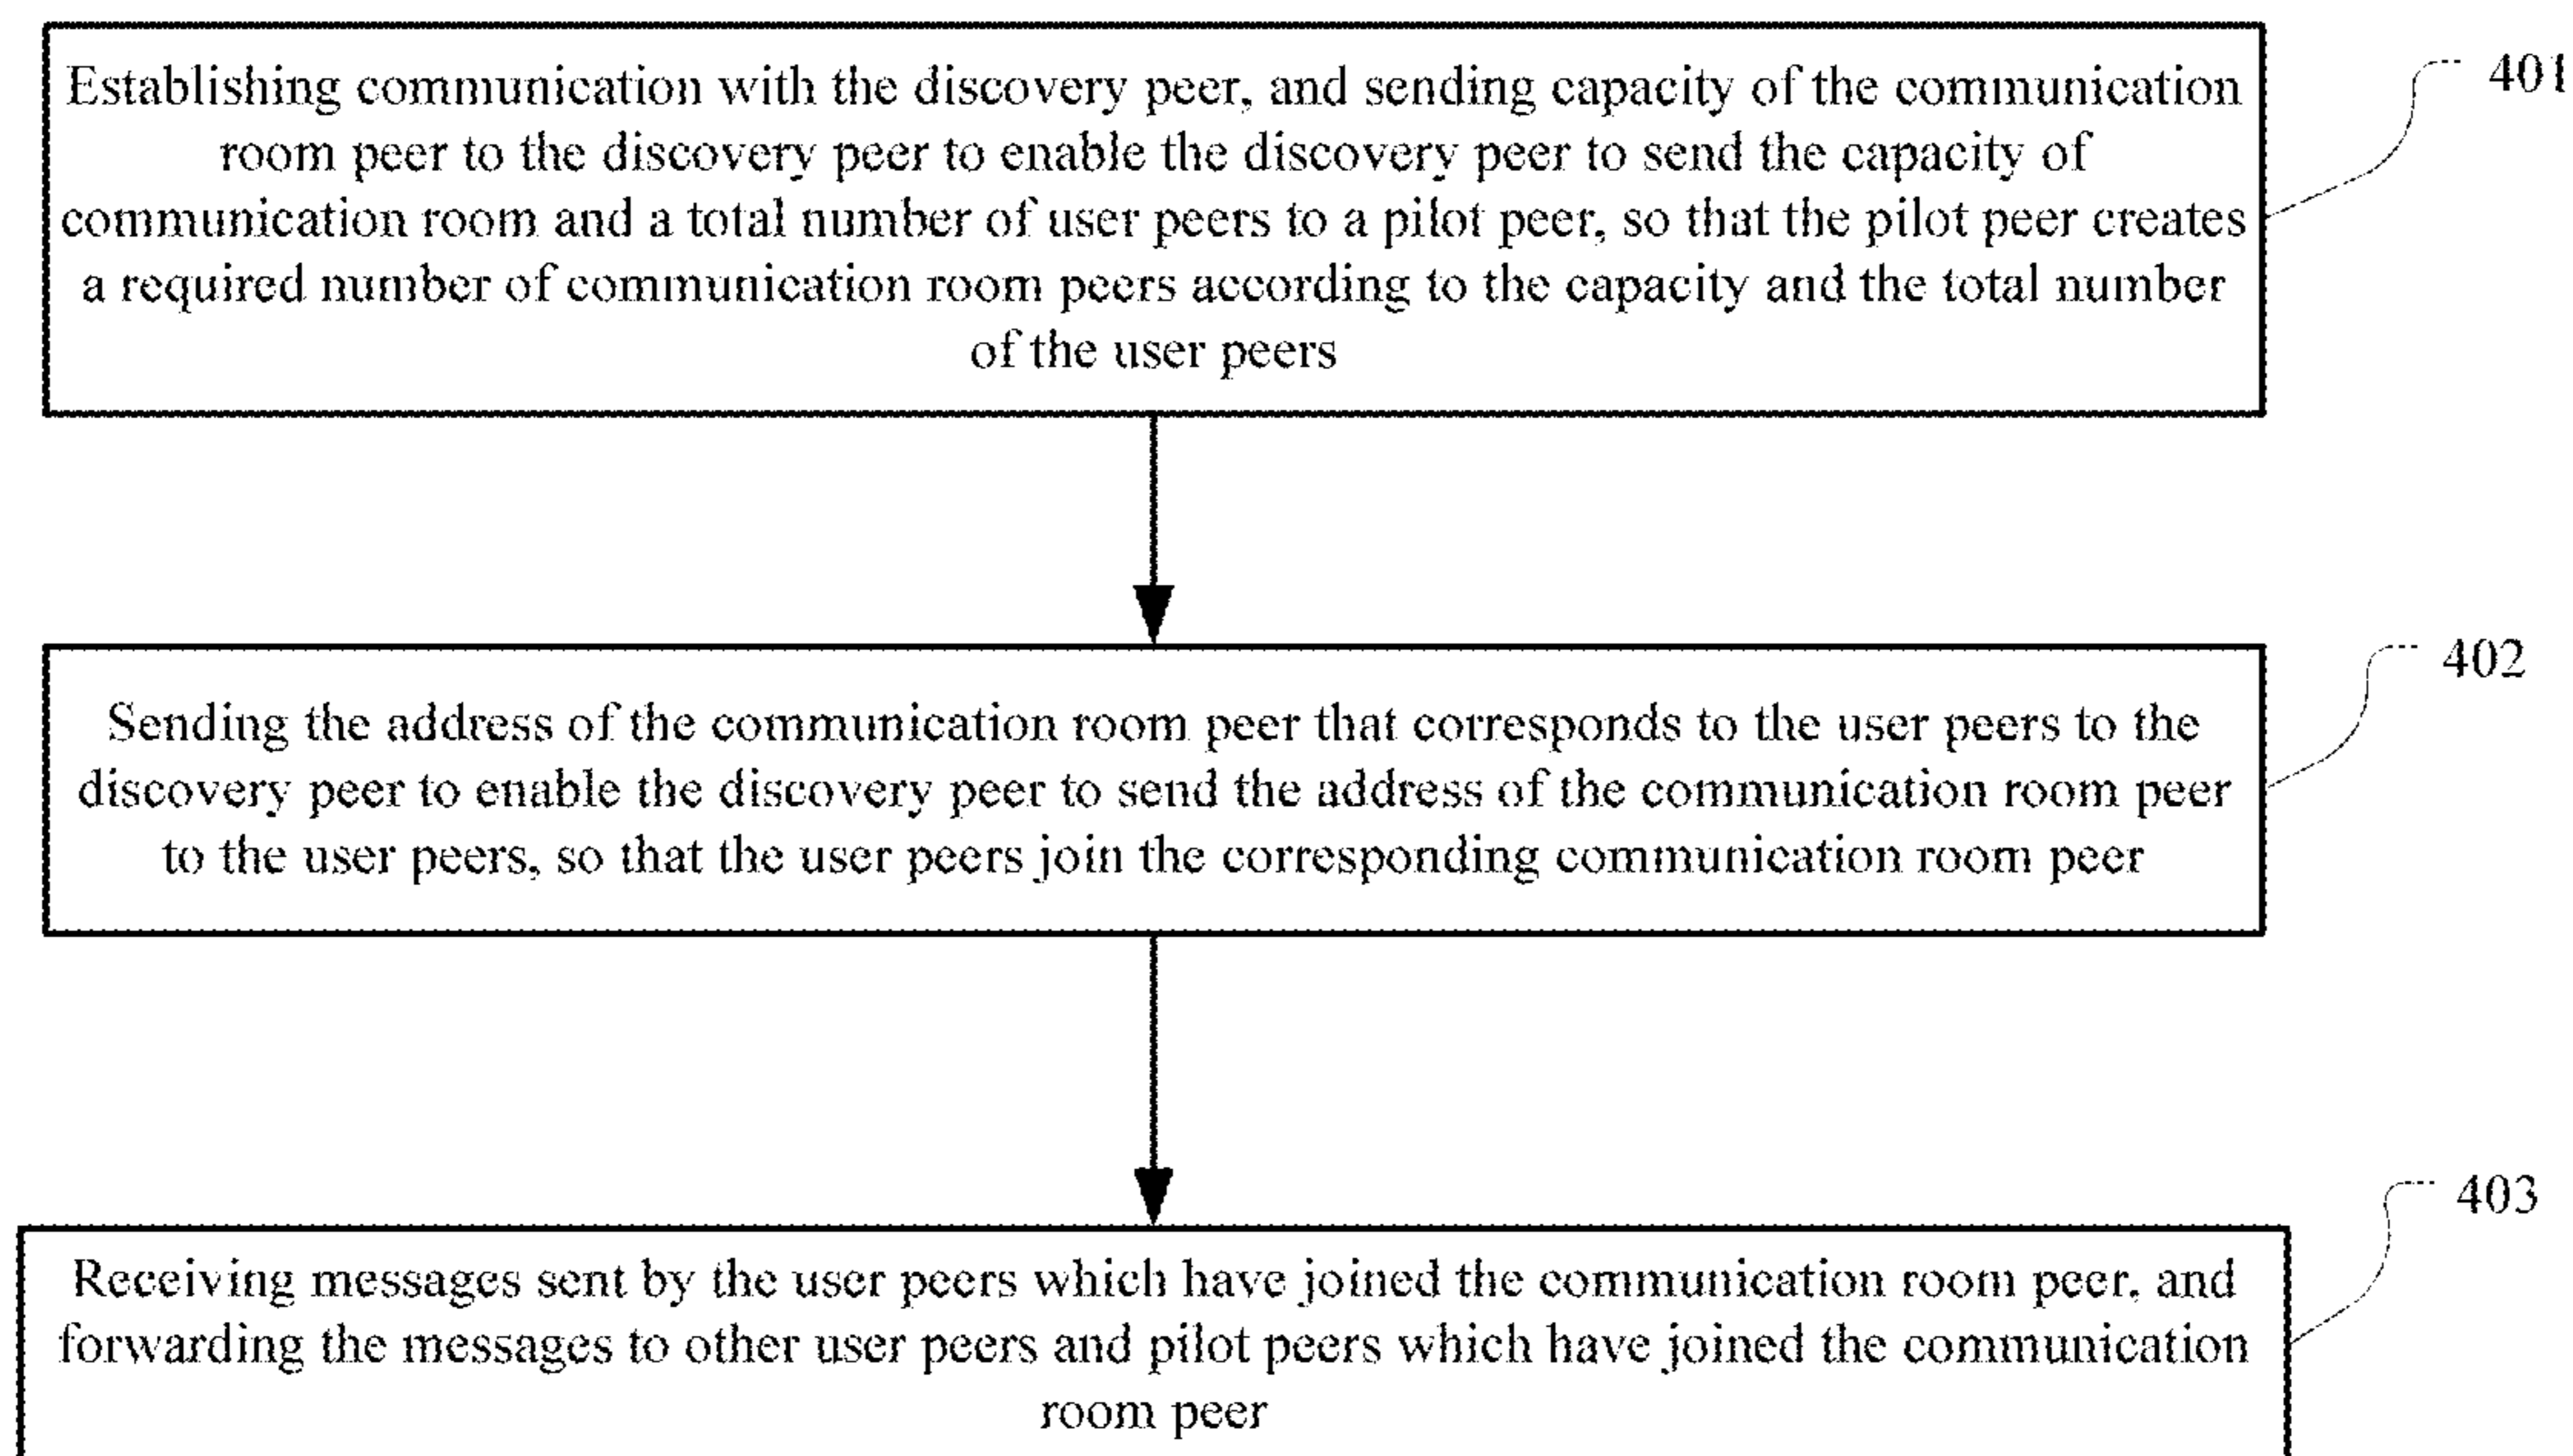 Establishing communication with the discovery peer, and sending capacity of the communication
room peer to the discovery peer to enable the discovery peer to send the capacity of
communication room and a total number of user peers to a pilot peer, so that the pilot peer creates
a required number of communication room peers according to the capacity and the total number
of the user peers
401
Sending the address of the communication room peer that corresponds to the user peers to the
discovery peer to enable the discovery peer to send the address of the communication room peer
to the user peers, so that the user peers join the corresponding communication room peer
402
Receiving messages sent by the user peers which have joined the communication room peer, and
forwarding the messages to other user peers and pilot peers which have joined the communication
room peer
403